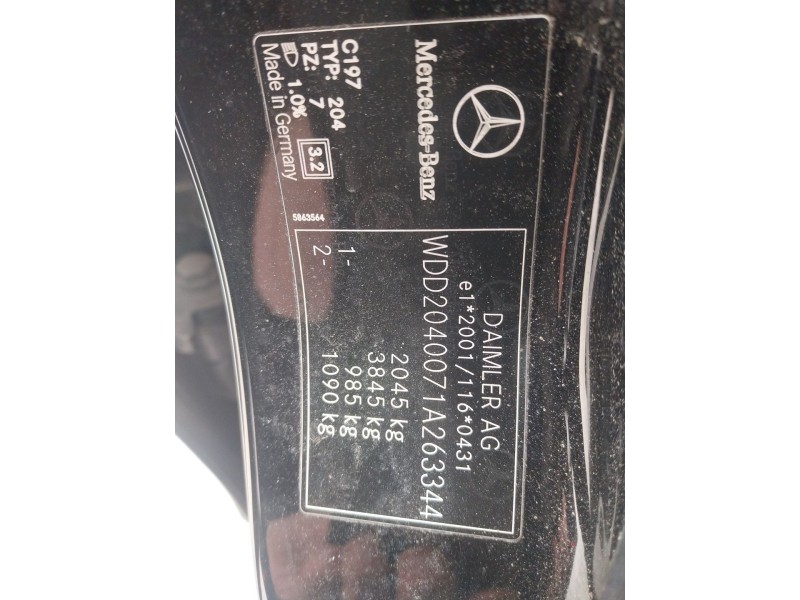 Mercedes-Benz
C197
TYP: 204
PZ: 7
1.0% 3.2
Made in Germany
5863564
DAIMLER AG
e1*2001/116*0431
WDD2040071A263344
2045 kg
3845 kg
1- 985 kg
2- 1090 kg